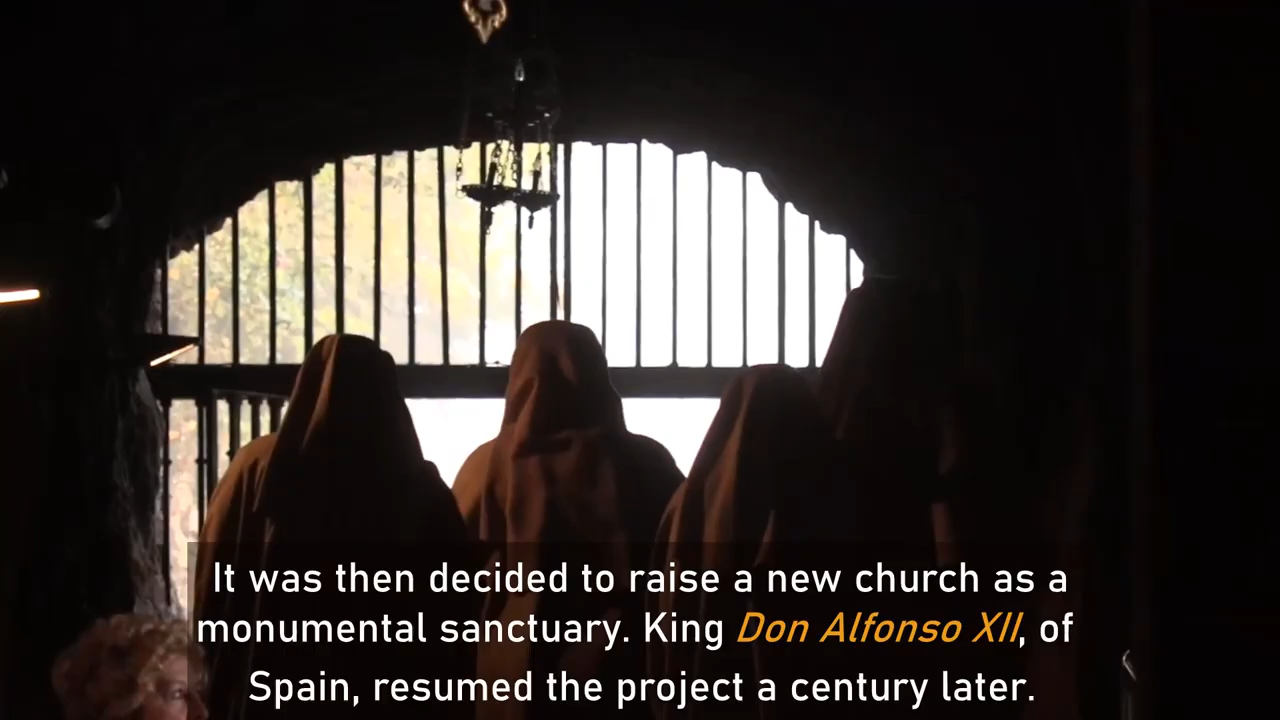 It was then decided to raise a new church as a
monumental sanctuary. King Don Alfonso XII, of
Spain, resumed the project a century later.